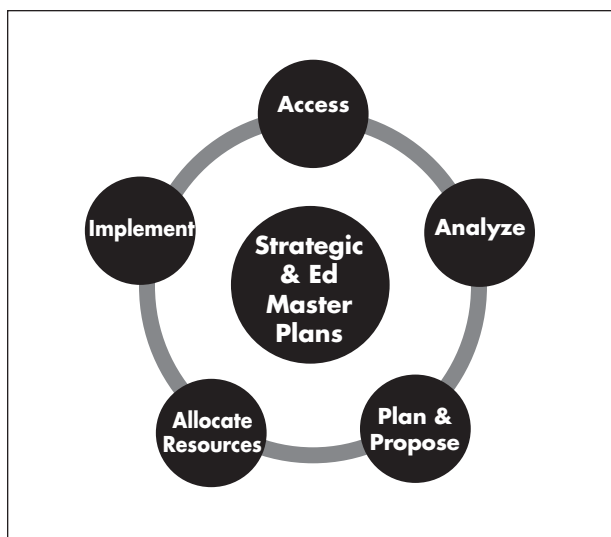 Access
Analyze
Plan &
Propose
Allocate
Resources
Implement
Strategic
& Ed
Master
Plans